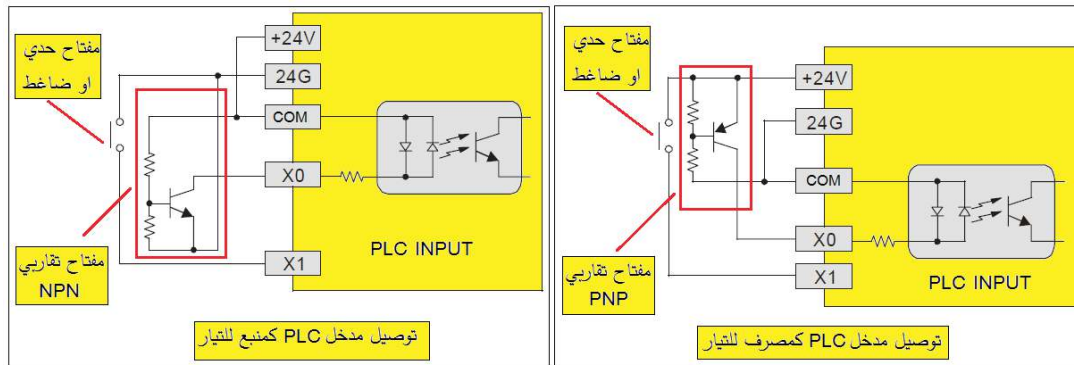 مفتاح حدي
او ضاغط
+24V
24G
COM
X0
X1
PLC INPUT
مفتاح تقاربي
NPN
توصيل مدخل PLC كمنبع للتيار
مفتاح حدي
او ضاغط
+24V
24G
COM
X0
X1
PLC INPUT
مفتاح تقاربي
PNP
توصيل مدخل PLC كمصرف للتيار